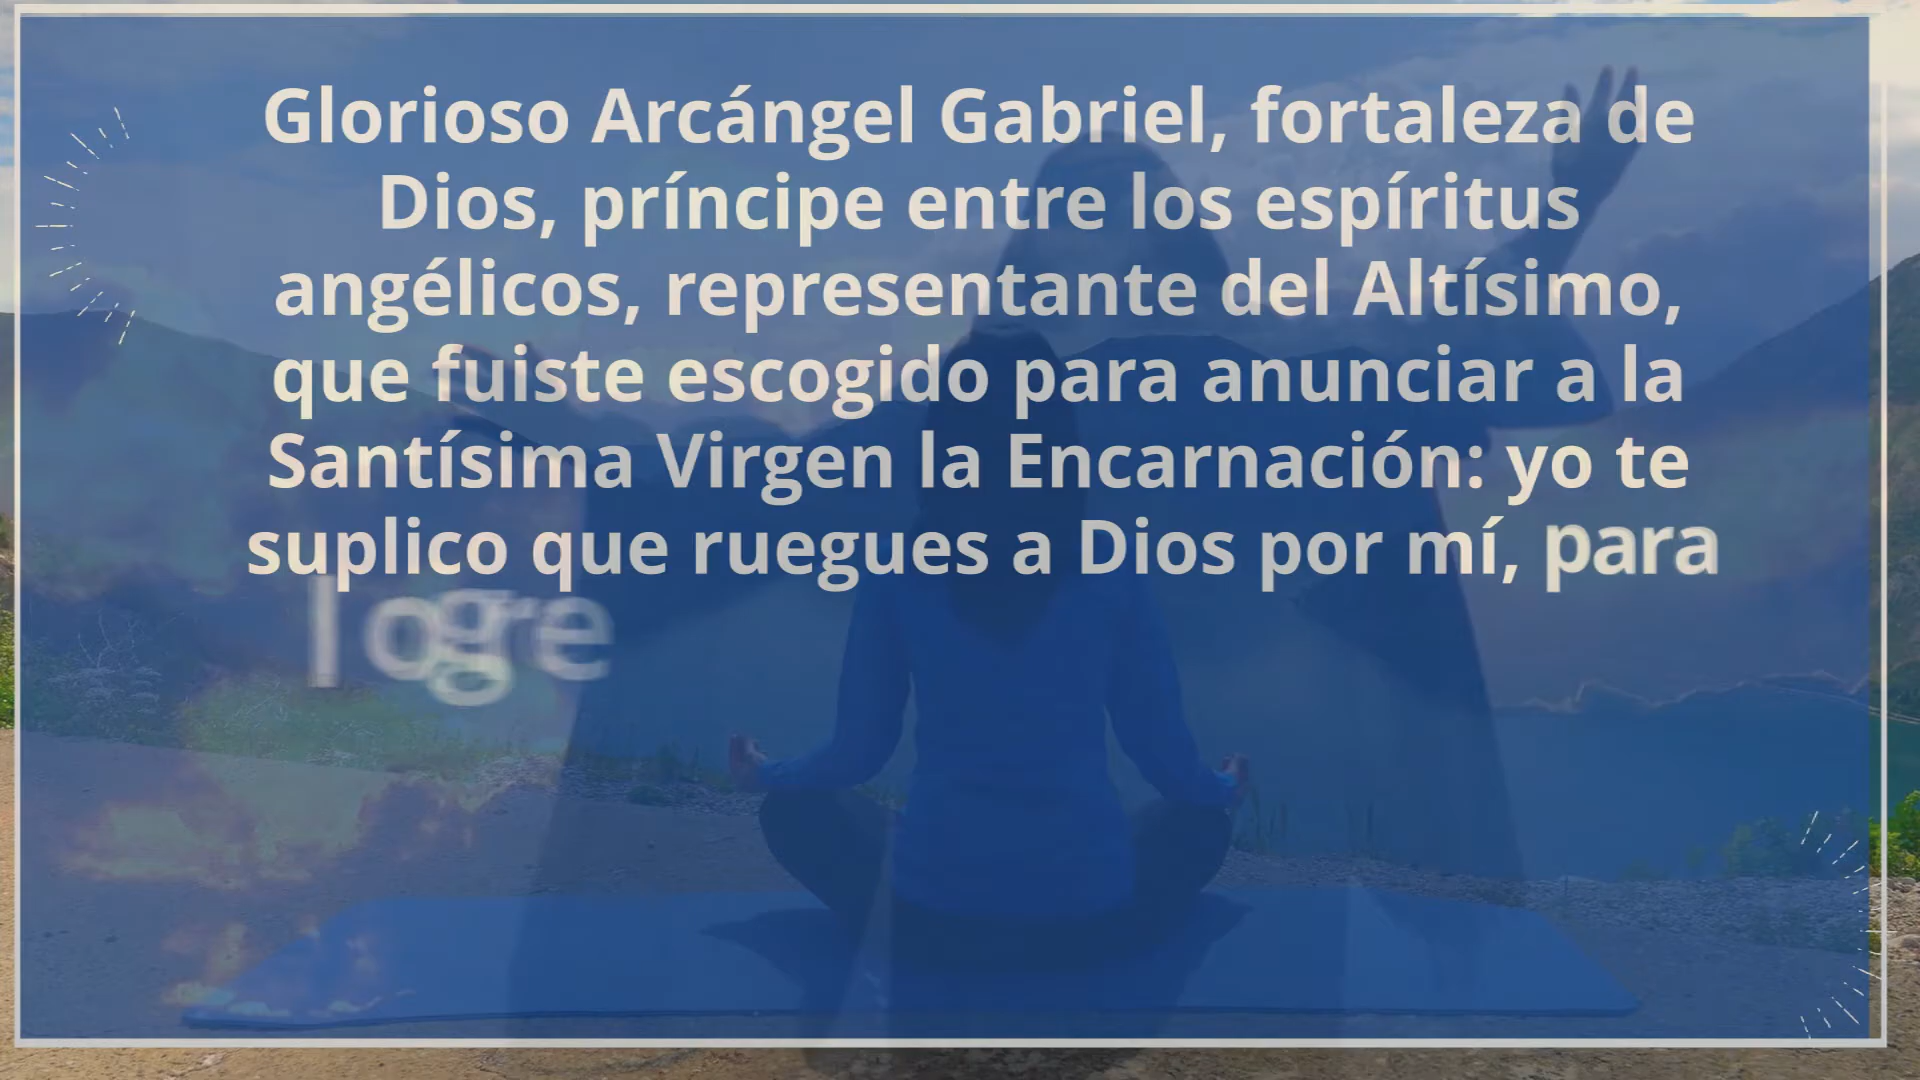 Glorioso Arcángel Gabriel, fortaleza de
Dios, príncipe entre los espíritus
angélicos, representante del Altísimo,
que fuiste escogido para anunciar a la
Santísima Virgen la Encarnación: yo te
suplico que ruegues a Dios por mí, para
logre